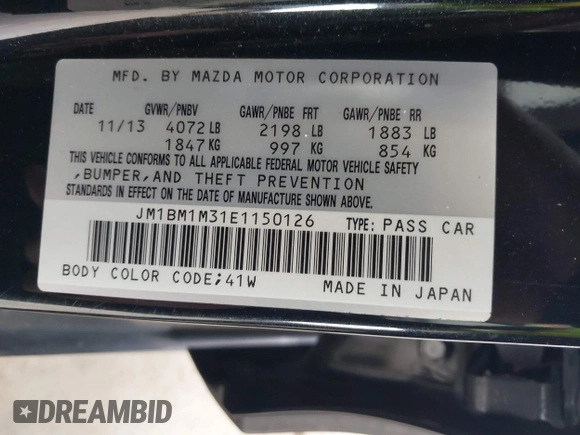 MFD. BY MAZDA MOTOR CORPORATION
DATE GVWR/PNBV GAWR/PNBE FRT GAWR/PNBE RR
11/13 4072 LB 2198 LB 1883 LB
1847 KG 997 KG 854 KG
THIS VEHICLE CONFORMS TO ALL APPLICABLE FEDERAL MOTOR VEHICLE SAFETY
,BUMPER,AND THEFT PREVENTION
STANDARDS IN EFFECT ON THE DATE OF MANUFACTURE SHOWN ABOVE.
JM1BM1M31E1150126 TYPE: PASS CAR
BODY COLOR CODE;41W MADE IN JAPAN
DREAMBID